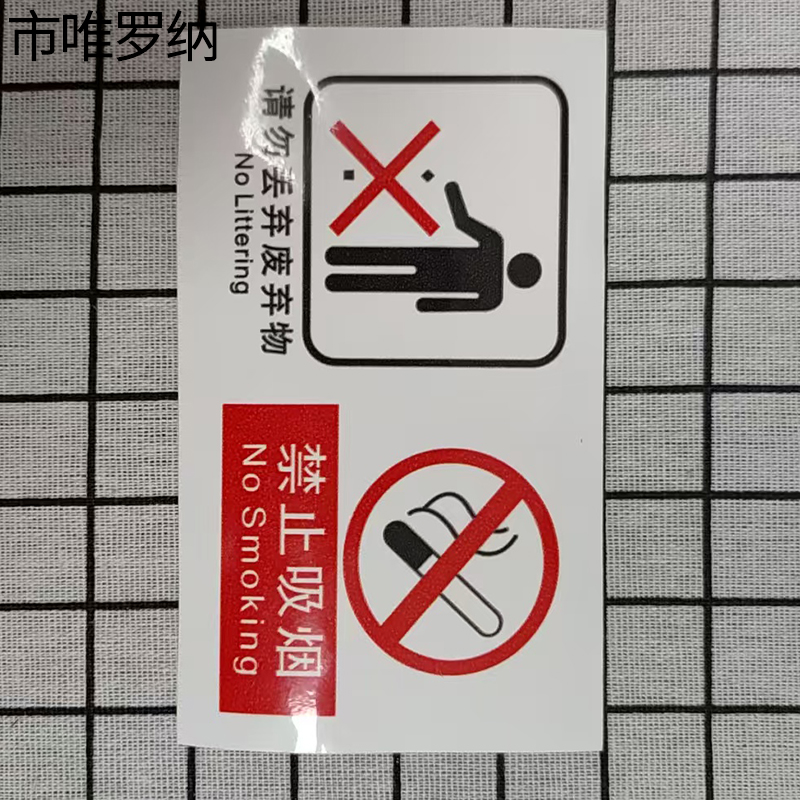 市唯罗纳
请勿丢弃废弃物
No Littering
禁止吸烟
No Smoking